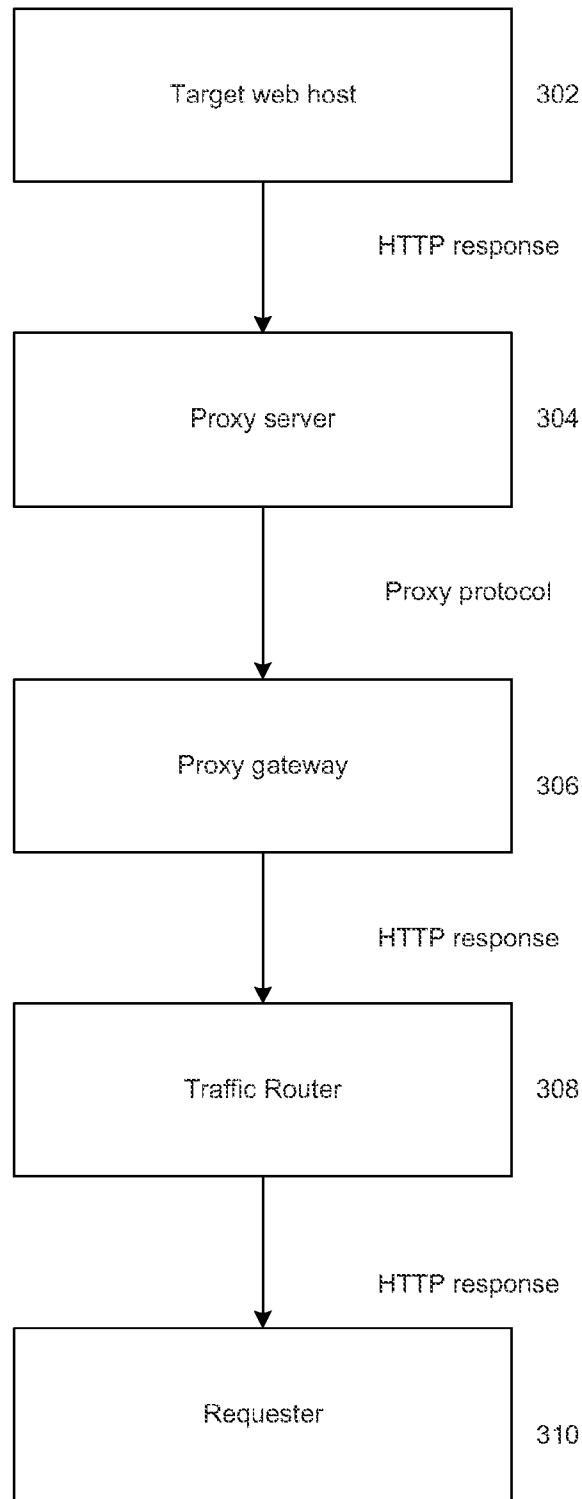 Target web host
302
HTTP response
Proxy server
304
Proxy protocol
Proxy gateway
306
HTTP response
Traffic Router
308
HTTP response
Requester
310